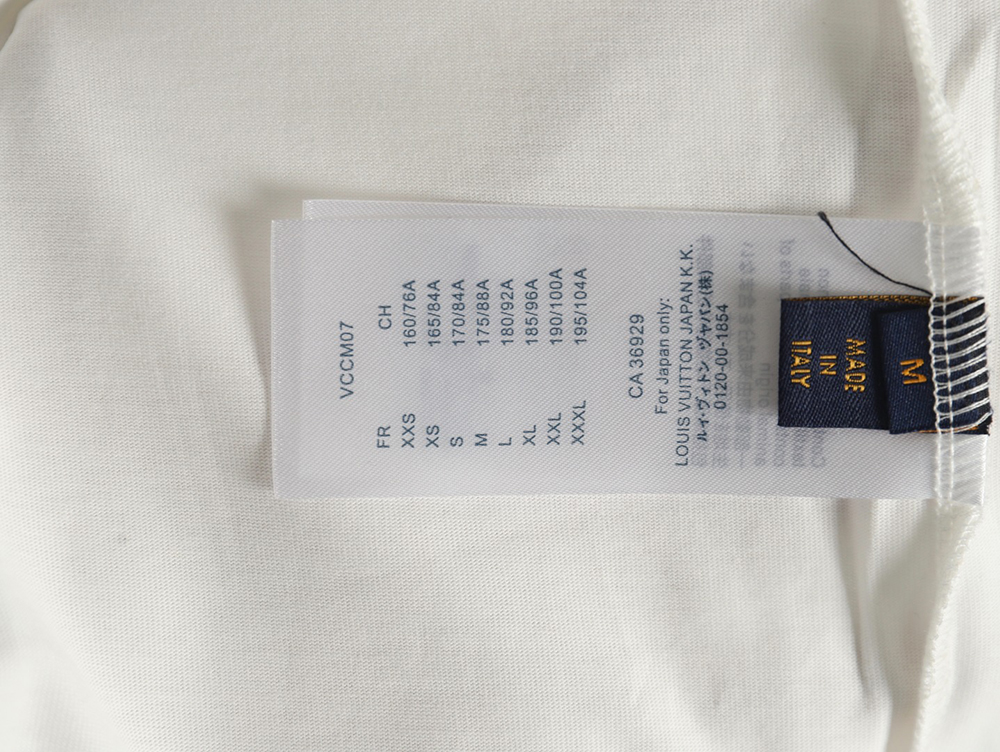 VCCM07
FR CH
XXS 160/76A
XS 165/84A
S 170/84A
M 175/88A
L 180/92A
XL 185/96A
XXL 190/100A
XXXL 195/104A
CA 36929
For Japan only:
LOUIS VUITTON JAPAN K.K.
ルイ・ヴィトン ジャパン(株)
0120-00-1854
MADE
IN
ITALY
M